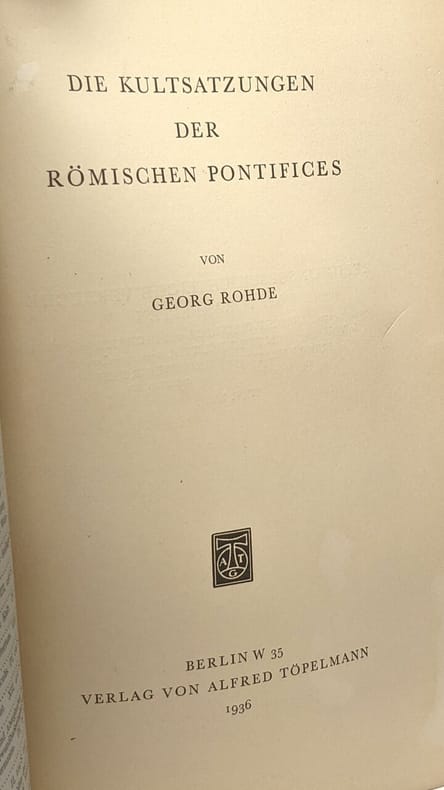 DIE KULTSATZUNGEN
DER
RÖMISCHEN PONTIFICES
VON
GEORG ROHDE
A T
G
BERLIN W 35
VERLAG VON ALFRED TÖPELMANN
1936